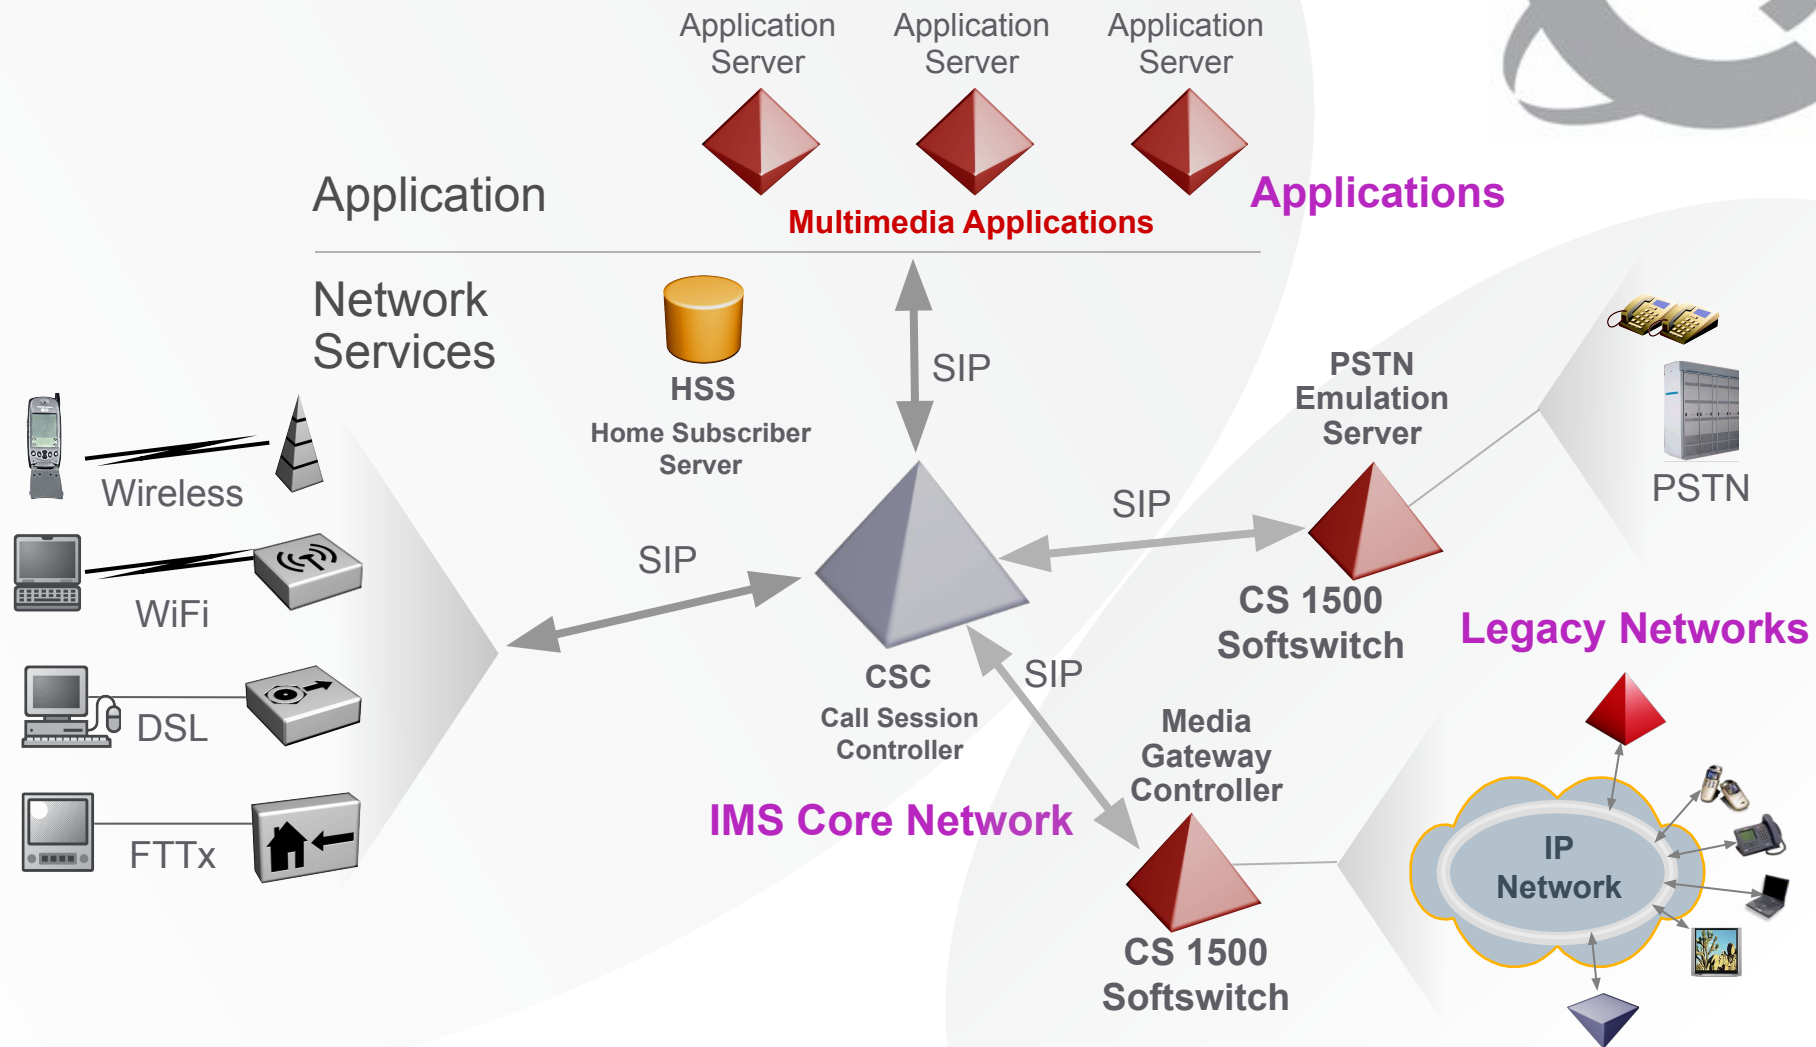 Application
Server
Application
Server
Application
Server
Application
Multimedia Applications
Applications
Network
Services
HSS
Home Subscriber
Server
SIP
PSTN
Emulation
Server
PSTN
Wireless
WiFi
DSL
FTTx
SIP
SIP
CS 1500
Softswitch
Legacy Networks
CSC
Call Session
Controller
SIP
Media
Gateway
Controller
IMS Core Network
CS 1500
Softswitch
IP
Network